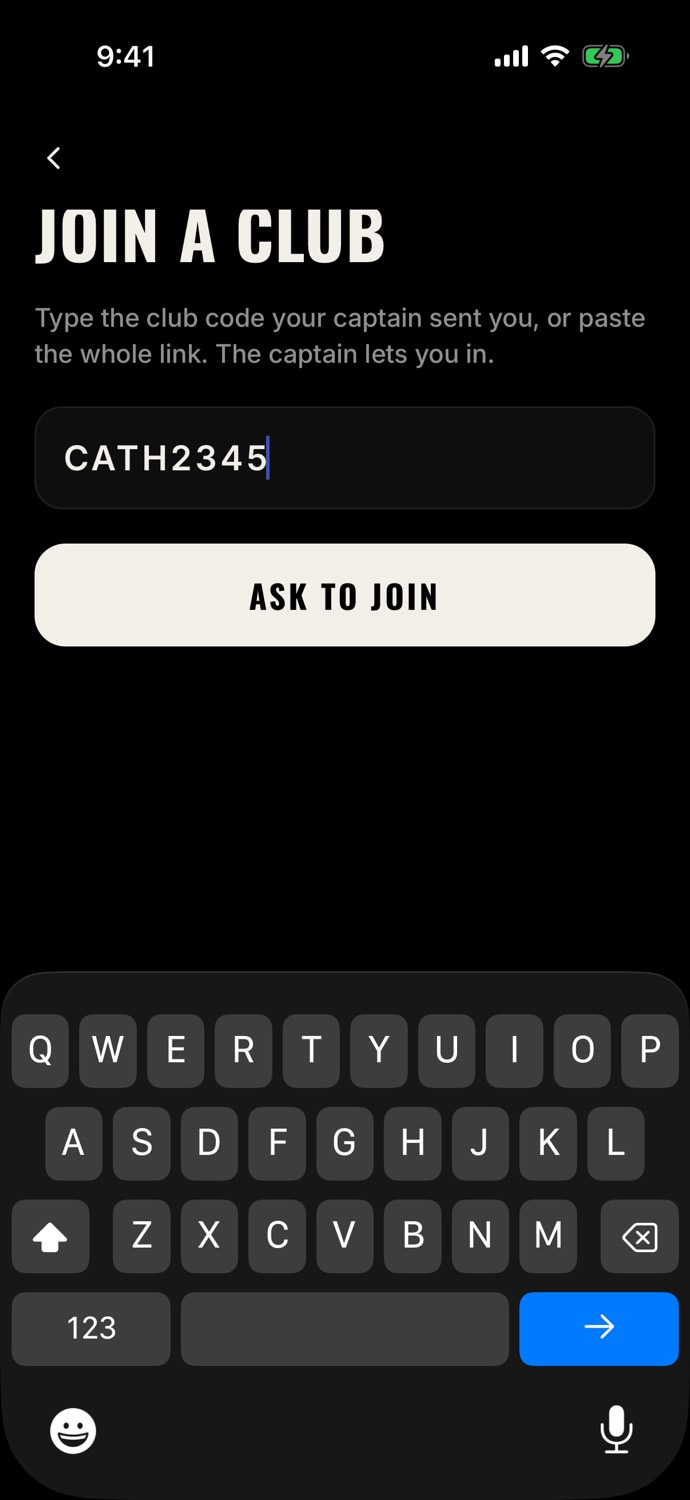 9:41
JOIN A CLUB
Type the club code your captain sent you, or paste
the whole link. The captain lets you in.
CATH2345
ASK TO JOIN
Q W E R T Y U I O P
A S D F G H J K L
Z X C V B N M
123